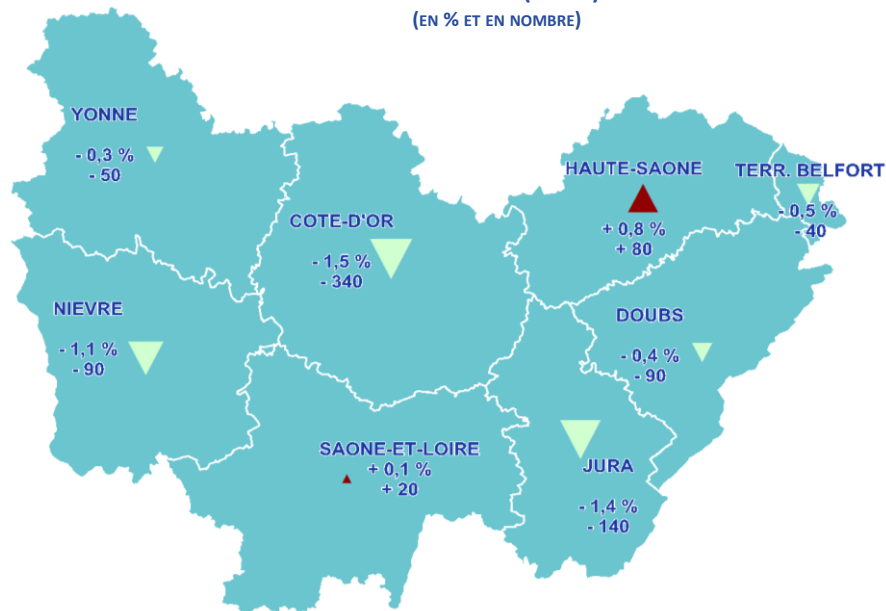 (EN % ET EN NOMBRE)
YONNE
- 0,3 %
- 50
HAUTE-SAONE
+ 0,8 %
+ 80
TERR. BELFORT
- 0,5 %
- 40
COTE-D'OR
- 1,5 %
- 340
NIEVRE
- 1,1 %
- 90
DOUBS
- 0,4 %
- 90
SAONE-ET-LOIRE
+ 0,1 %
+ 20
JURA
- 1,4 %
- 140